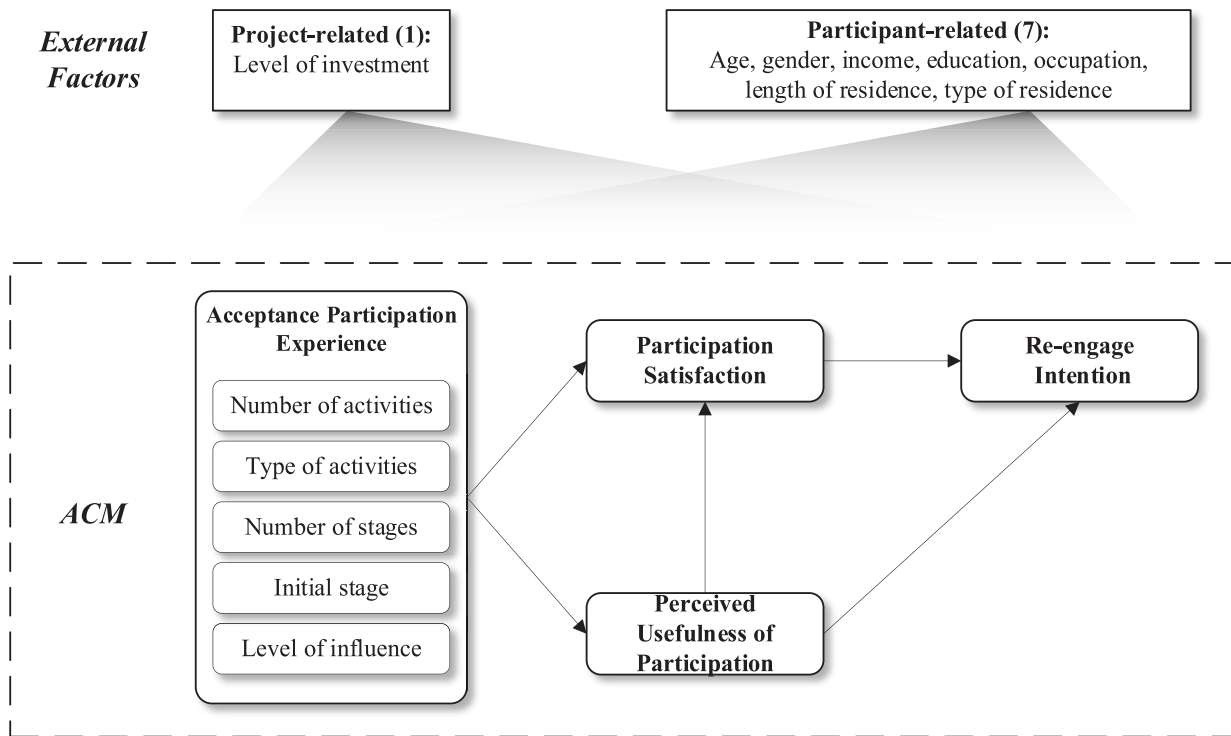 External
Factors
Project-related (1):
Level of investment
Participant-related (7):
Age, gender, income, education, occupation,
length of residence, type of residence
ACM
Acceptance Participation
Experience
Number of activities
Type of activities
Number of stages
Initial stage
Level of influence
Participation
Satisfaction
Re-engage
Intention
Perceived
Usefulness of
Participation